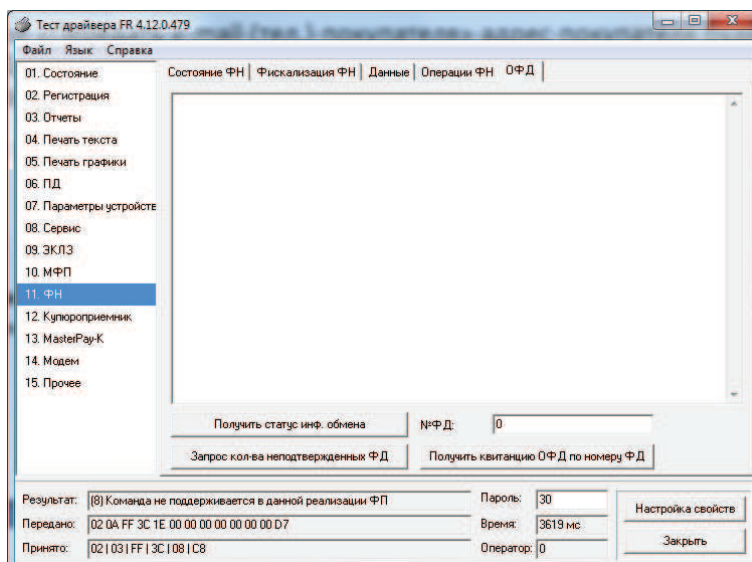 Тест драйвера FR 4.12.0.479
Файл Язык Справка
01. Состояние
02. Регистрация
03. Отчеты
04. Печать текста
05. Печать графики
06. ПД
07. Параметры устройств
08. Сервис
09. ЭКЛЗ
10. МФП
11. ФН
12. Купюроприемник
13. MasterPay-K
14. Модем
15. Прочее
Состояние ФН Фискализация ФН Данные Операции ФН ОФД
Получить статус инф. обмена №ФД: 0
Запрос кол-ва неподтвержденных ФД Получить квитанцию ОФД по номеру ФД
Результат: (8) Команда не поддерживается в данной реализации ФП Пароль: 30
Передано: 02 0A FF 3C 1E 00 00 00 00 00 00 00 D7 Время: 3619 мс
Принято: 02 | 03 | FF | 3C | 08 | C8 Оператор: 0
Настройка свойств
Закрыть